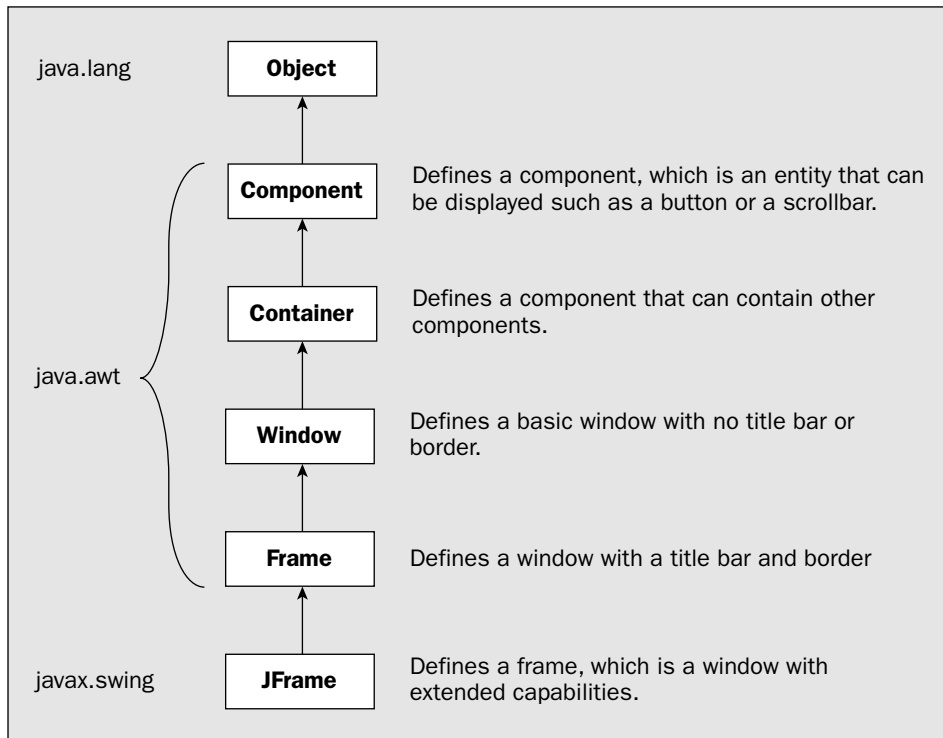 java.lang
Object
Component
Defines a component, which is an entity that can
be displayed such as a button or a scrollbar.
Container
Defines a component that can contain other
components.
java.awt
Window
Defines a basic window with no title bar or
border.
Frame
Defines a window with a title bar and border
javax.swing
JFrame
Defines a frame, which is a window with
extended capabilities.